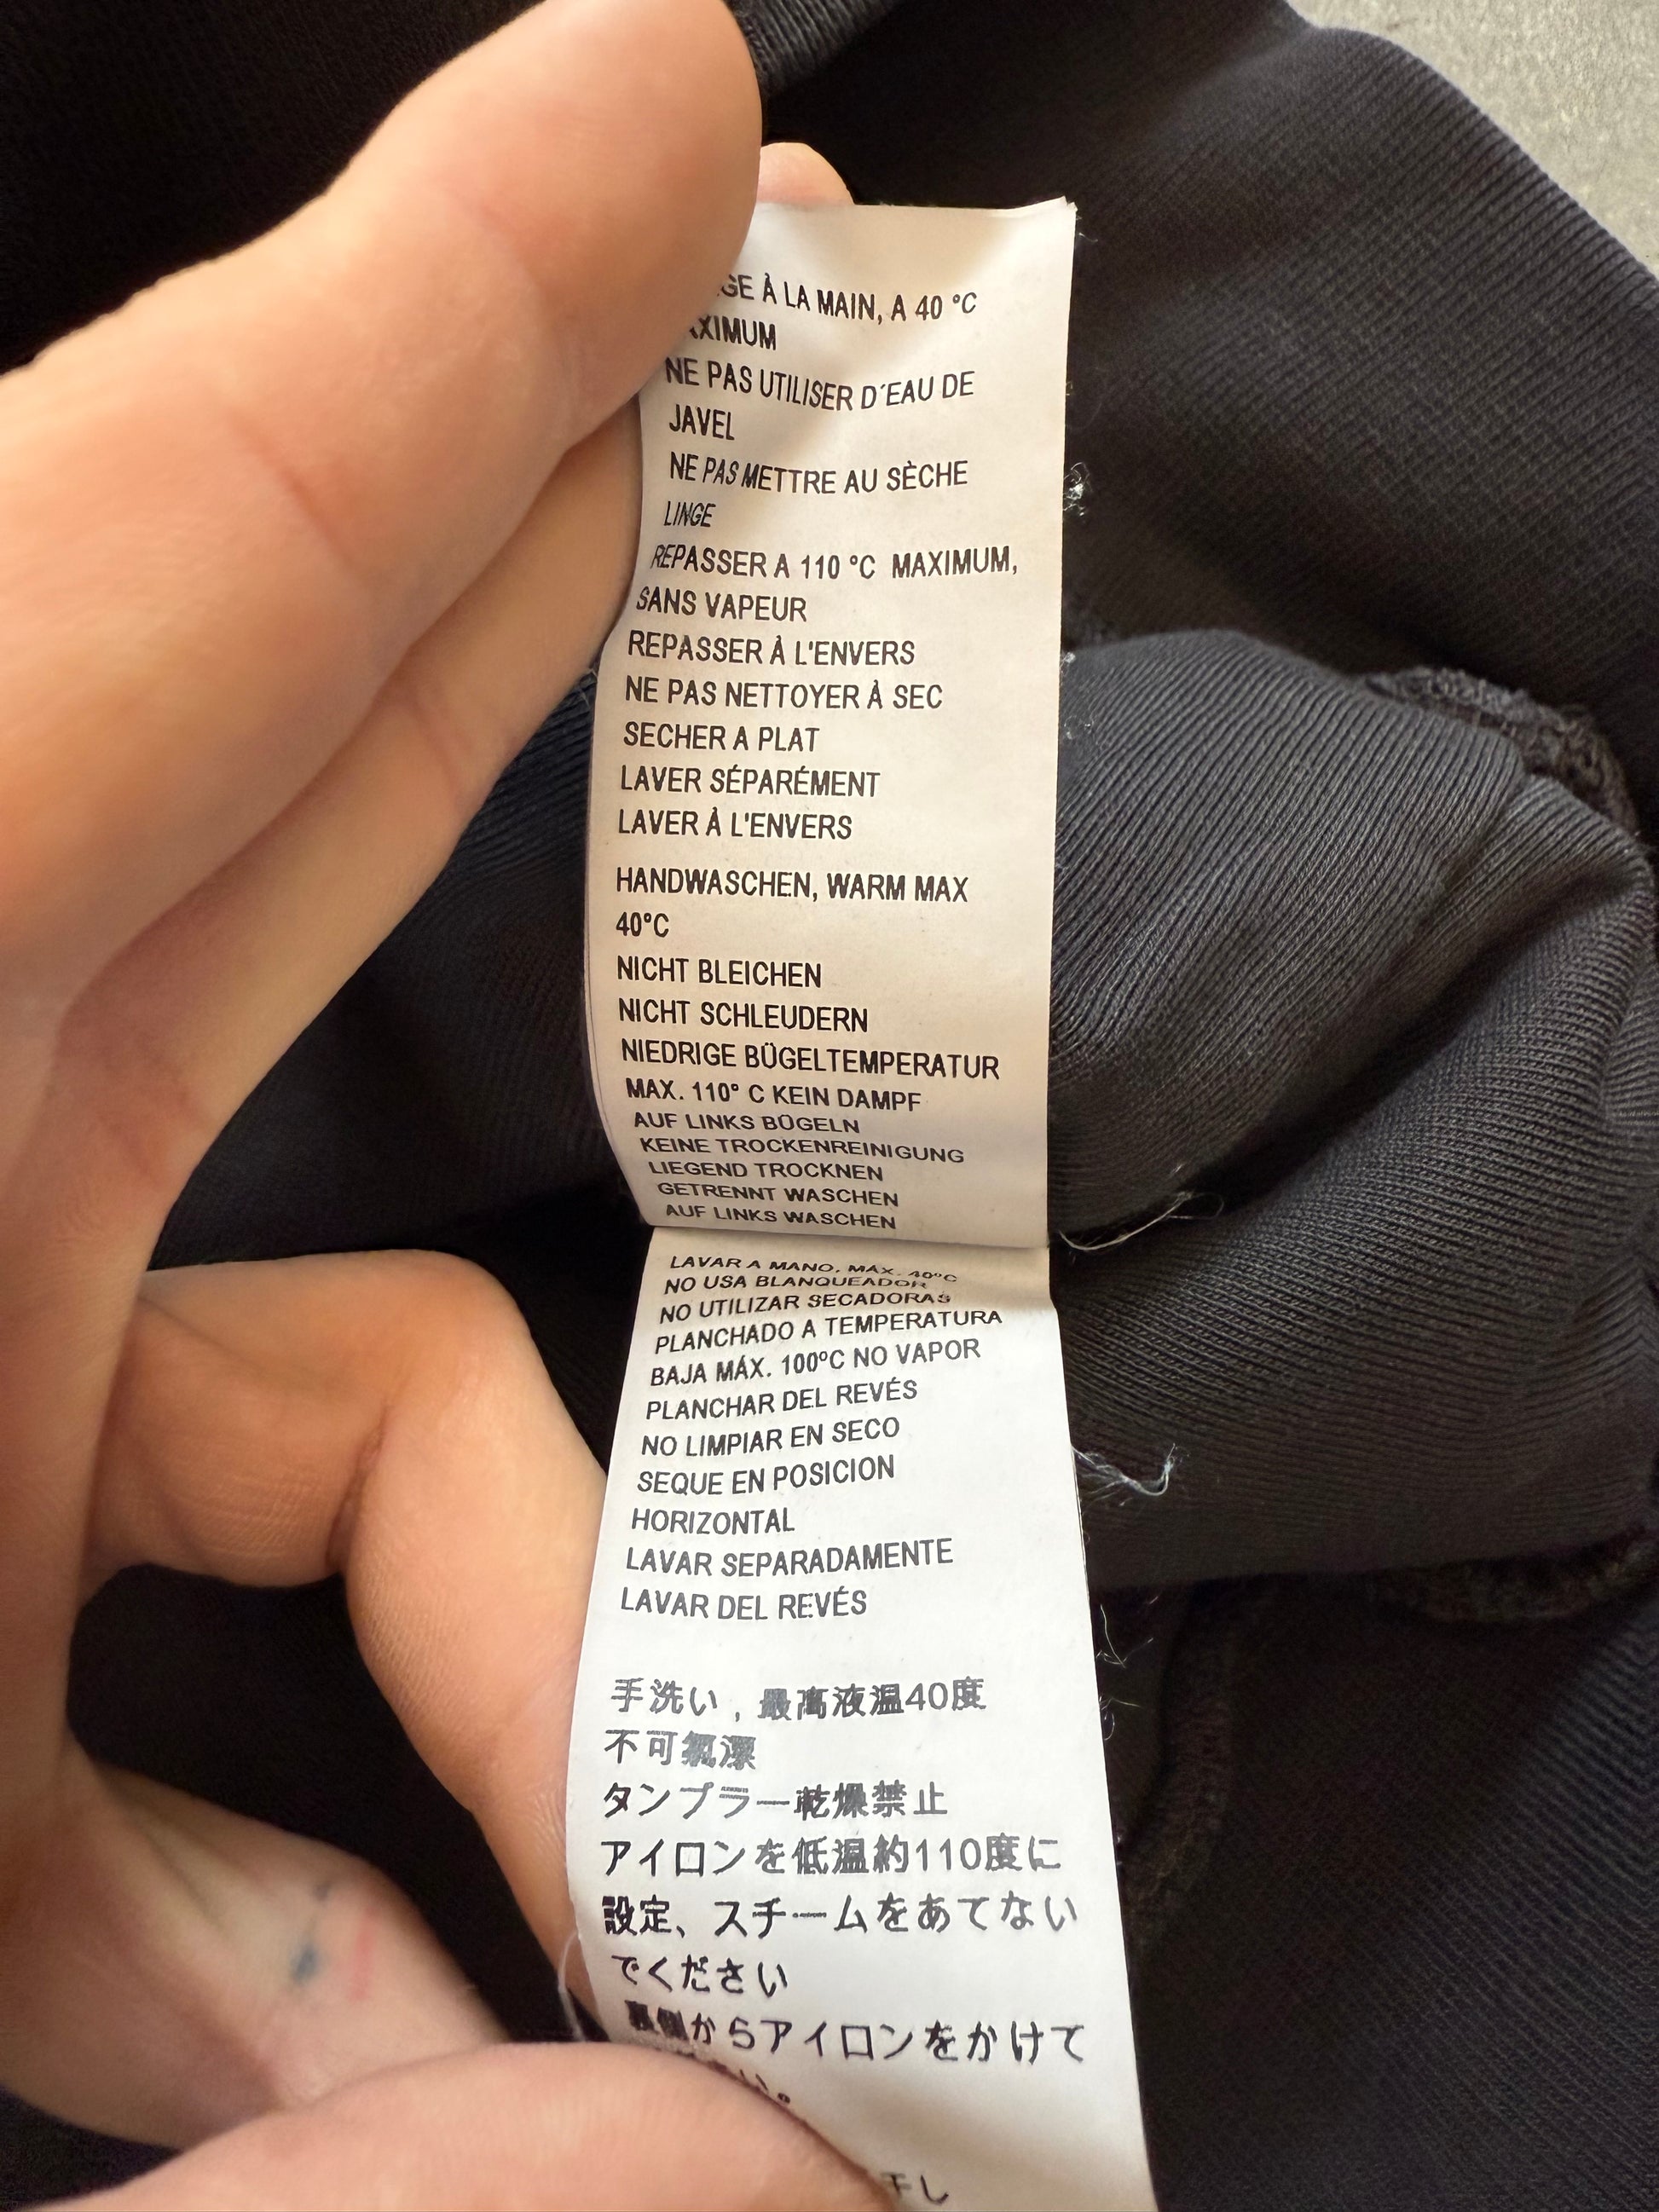 À LA MAIN, A 40 °C
NE PAS UTILISER D´EAU DE
JAVEL
NE PAS METTRE AU SÈCHE
LINGE
REPASSER A 110 °C MAXIMUM,
SANS VAPEUR
REPASSER À L'ENVERS
NE PAS NETTOYER À SEC
SECHER A PLAT
LAVER SÉPARÉMENT
LAVER À L'ENVERS
HANDWASCHEN, WARM MAX
40°C
NICHT BLEICHEN
NICHT SCHLEUDERN
NIEDRIGE BÜGELTEMPERATUR
MAX. 110° C KEIN DAMPF
AUF LINKS BÜGELN
KEINE TROCKENREINIGUNG
LIEGEND TROCKNEN
GETRENNT WASCHEN
AUF LINKS WASCHEN
LAVAR A MANO, MÁX. 40ºC
NO USA BLANQUEADOR
NO UTILIZAR SECADORAS
PLANCHADO A TEMPERATURA
BAJA MÁX. 100ºC NO VAPOR
PLANCHAR DEL REVÉS
NO LIMPIAR EN SECO
SEQUE EN POSICION
HORIZONTAL
LAVAR SEPARADAMENTE
LAVAR DEL REVÉS
手洗い，最高液温40度
不可氯漂
タンブラー乾燥禁止
アイロンを低温約110度に
設定、スチームをあてない
でください
裏側からアイロンをかけて